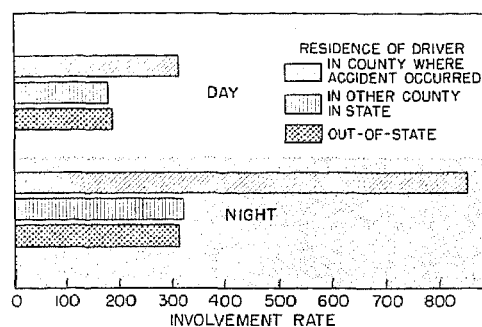 RESIDENCE OF DRIVER
IN COUNTY WHERE
ACCIDENT OCCURRED
IN OTHER COUNTY
IN STATE
OUT-OF-STATE
DAY
NIGHT
0 100 200 300 400 500 600 700 800
INVOLVEMENT RATE